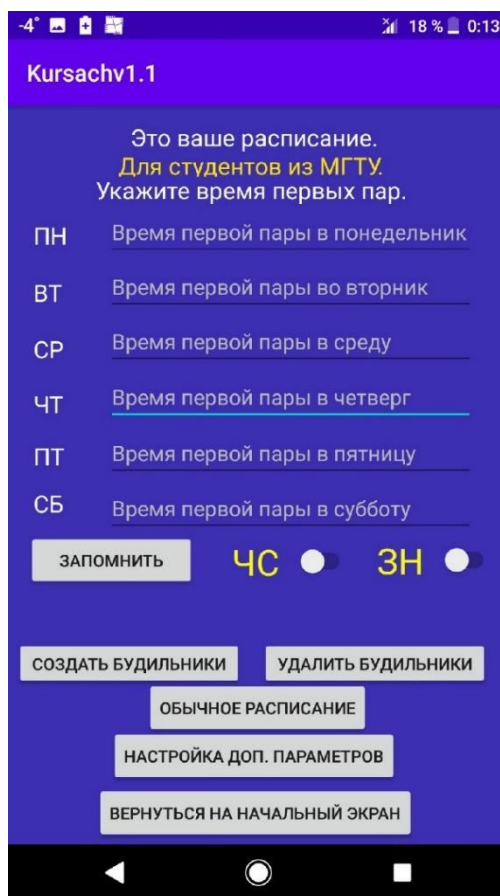 -4° 18 % 0:13
Kursachv1.1
Это ваше расписание.
Для студентов из МГТУ.
Укажите время первых пар.
ПН Время первой пары в понедельник
ВТ Время первой пары во вторник
СР Время первой пары в среду
ЧТ Время первой пары в четверг
ПТ Время первой пары в пятницу
СБ Время первой пары в субботу
ЗАПОМНИТЬ ЧС ЗН
СОЗДАТЬ БУДИЛЬНИКИ УДАЛИТЬ БУДИЛЬНИКИ
ОБЫЧНОЕ РАСПИСАНИЕ
НАСТРОЙКА ДОП. ПАРАМЕТРОВ
ВЕРНУТЬСЯ НА НАЧАЛЬНЫЙ ЭКРАН